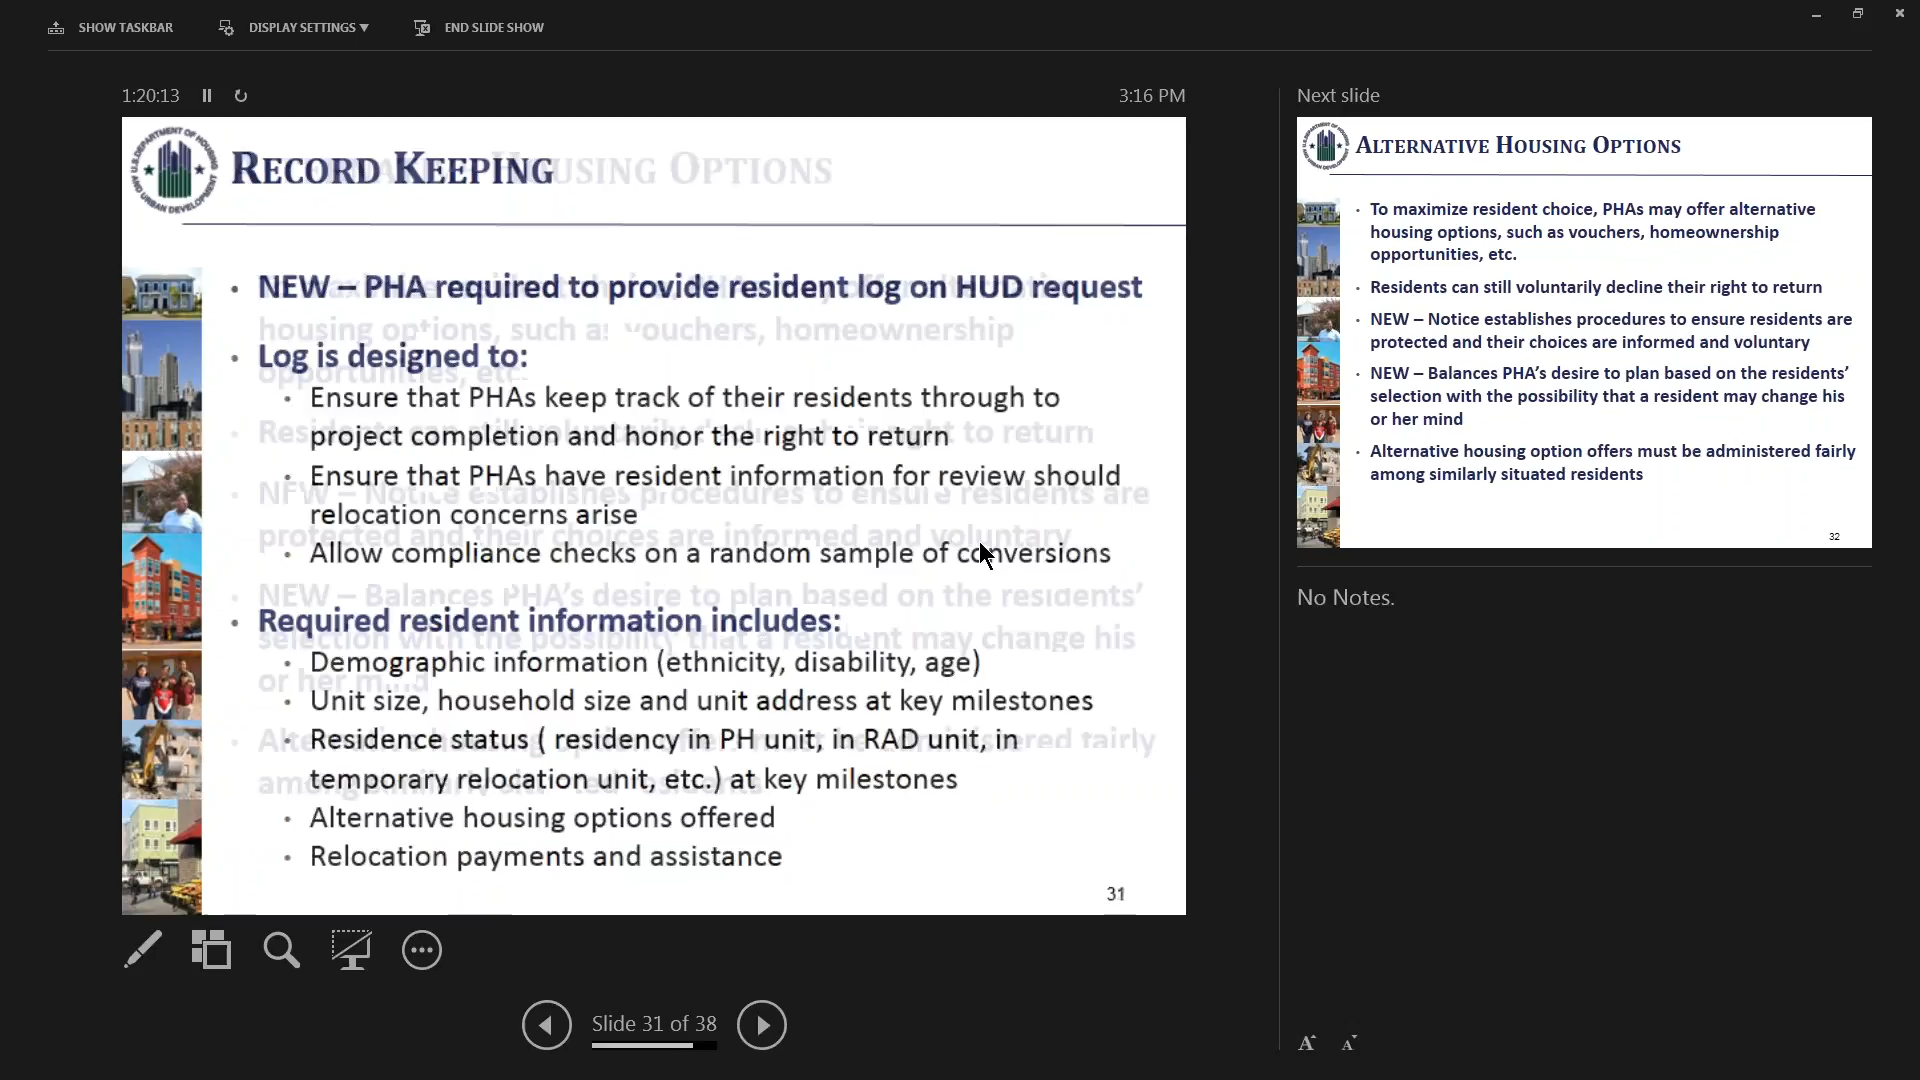 SHOW TASKBAR
DISPLAY SETTINGS ▼
END SLIDE SHOW
1:20:13
3:16 PM
U.S. DEPARTMENT OF HOUSING AND URBAN DEVELOPMENT
RECORD KEEPING
• NEW – PHA required to provide resident log on HUD request
• Log is designed to:
• Ensure that PHAs keep track of their residents through to
project completion and honor the right to return
• Ensure that PHAs have resident information for review should
relocation concerns arise
• Allow compliance checks on a random sample of conversions
• Required resident information includes:
• Demographic information (ethnicity, disability, age)
• Unit size, household size and unit address at key milestones
• Residence status ( residency in PH unit, in RAD unit, in
temporary relocation unit, etc.) at key milestones
• Alternative housing options offered
• Relocation payments and assistance
31
Slide 31 of 38
Next slide
ALTERNATIVE HOUSING OPTIONS
• To maximize resident choice, PHAs may offer alternative
housing options, such as vouchers, homeownership
opportunities, etc.
• Residents can still voluntarily decline their right to return
• NEW – Notice establishes procedures to ensure residents are
protected and their choices are informed and voluntary
• NEW – Balances PHA's desire to plan based on the residents'
selection with the possibility that a resident may change his
or her mind
• Alternative housing option offers must be administered fairly
among similarly situated residents
32
No Notes.
A A